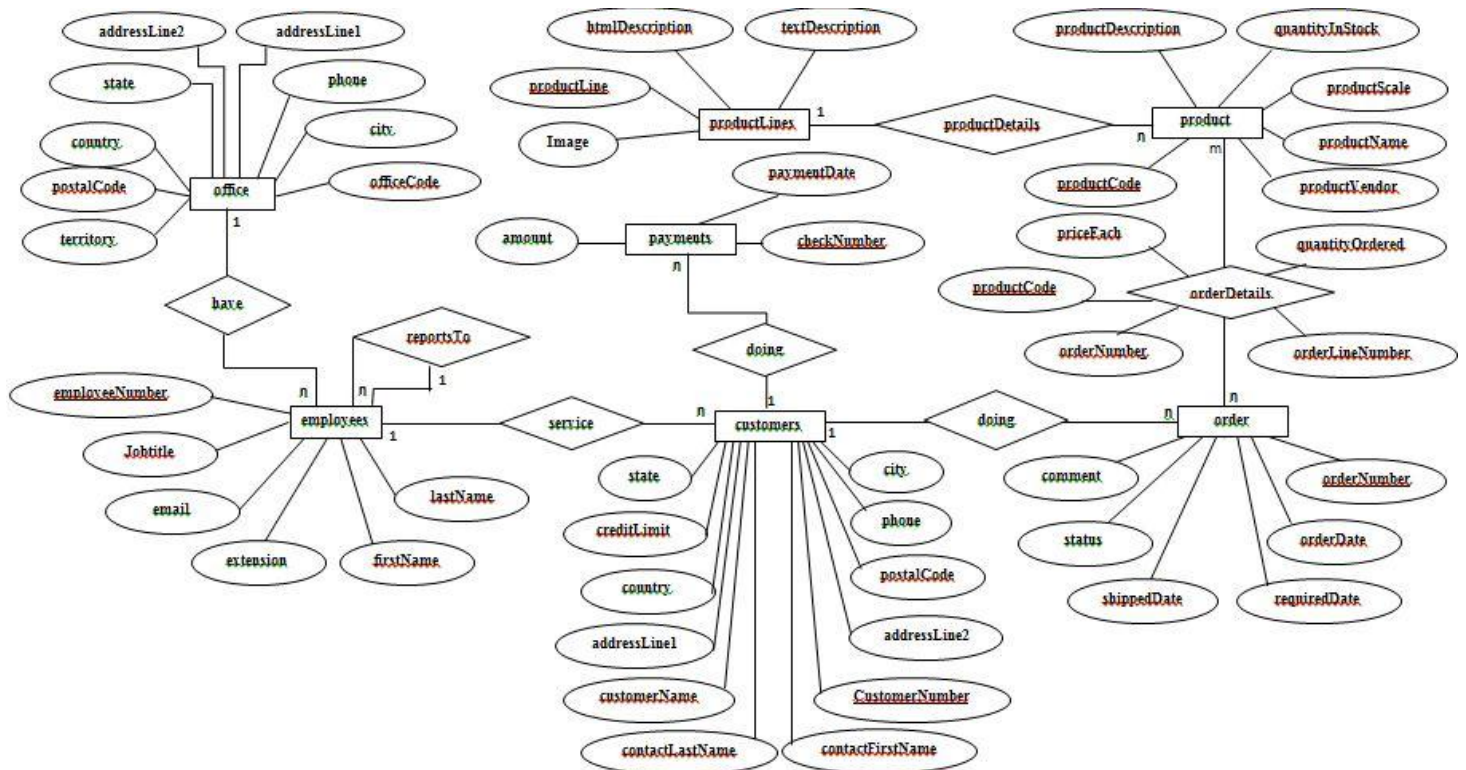 addressLine2
addressLine1
state
phone
country
city
postalCode
office
officeCode
territory
1
have
n
htmlDescription
textDescription
productLine
Image
productLines
1
productDetails
n
productDescription
quantityInStock
productScale
product
productName
m
productCode
productVendor
paymentDate
amount
payments
checkNumber
n
doing
1
priceEach
quantityOrdered
productCode
orderDetails
orderNumber
orderLineNumber
n
reportsTo
n
1
employeeNumber
employees
1
service
n
customers
1
doing
n
order
Jobtitle
email
extension
firstName
lastName
state
city
creditLimit
phone
country
postalCode
addressLine1
addressLine2
customerName
CustomerNumber
contactLastName
contactFirstName
comment
orderNumber
status
orderDate
shippedDate
requiredDate